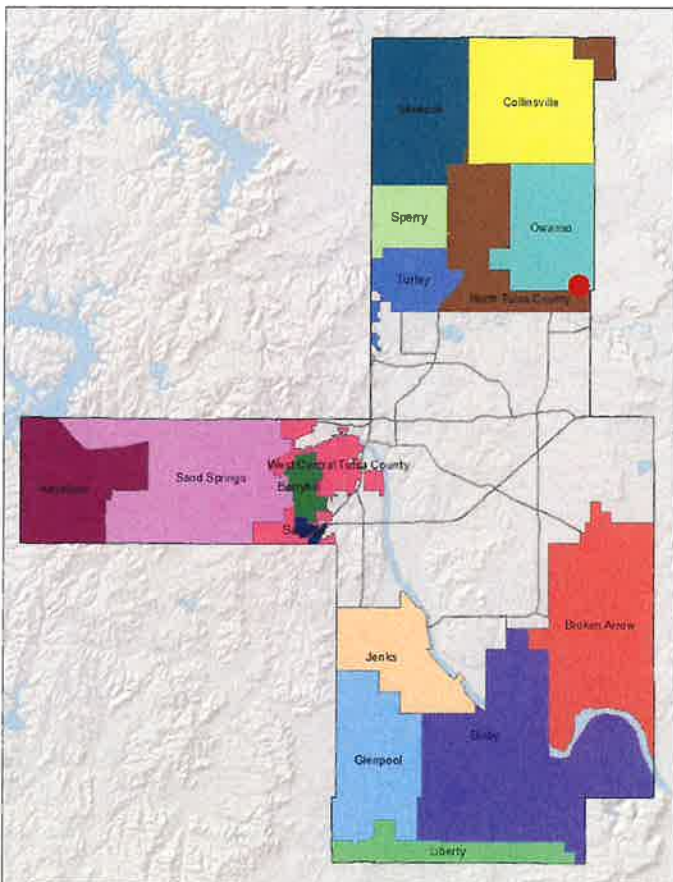 Skiatook
Collinsville
Sperry
Owasso
Turley
North Tulsa County
West Central Tulsa County
Sand Springs
Berryhill
Keystone
Broken Arrow
Jenks
Bixby
Glenpool
Liberty